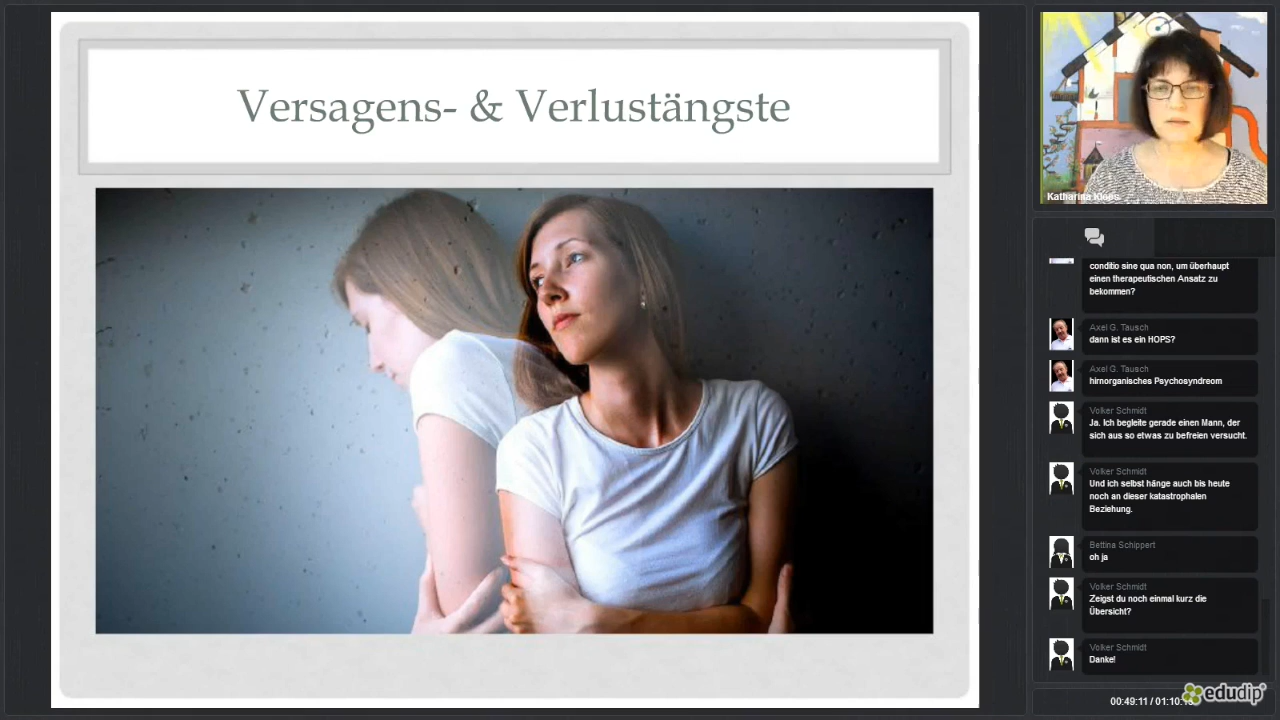 Versagens- & Verlustängste
Katharina
conditio sine qua non, um überhaupt
einen therapeutischen Ansatz zu
bekommen?
Axel G. Tausch
dann ist es ein HOPS?
Axel G. Tausch
hirnorganisches Psychosyndreom
Volker Schmidt
Ja. Ich begleite gerade einen Mann, der
sich aus so etwas zu befreien versucht.
Volker Schmidt
Und ich selbst hänge auch bis heute
noch an dieser katastrophalen
Beziehung.
Bettina Schippert
oh ja
Volker Schmidt
Zeigst du noch einmal kurz die
Übersicht?
Volker Schmidt
Danke!
00:49:11 / 01:10:
edudip